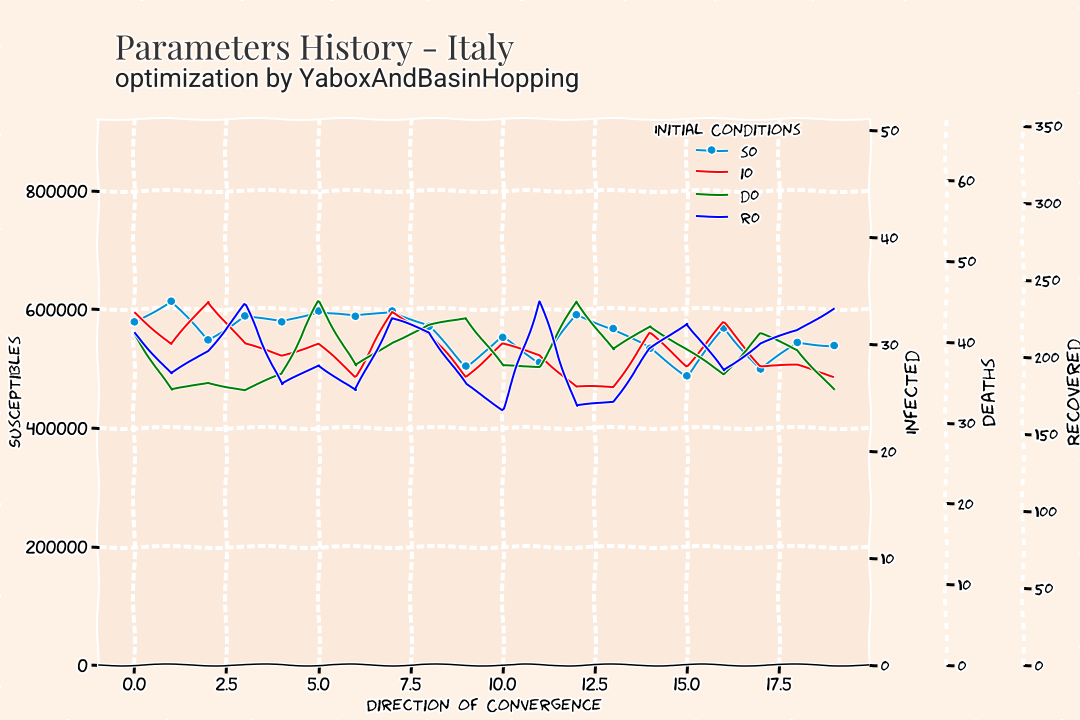 Parameters History - Italy
optimization by YaboxAndBasinHopping
INITIAL CONDITIONS
S0
I0
D0
R0
SUSCEPTIBLES
800000
600000
400000
200000
0
0.0 2.5 5.0 7.5 10.0 12.5 15.0 17.5
DIRECTION OF CONVERGENCE
50
40
30
20
10
0
INFECTED
60
50
40
30
20
10
0
DEATHS
350
300
250
200
150
100
50
0
RECOVERED